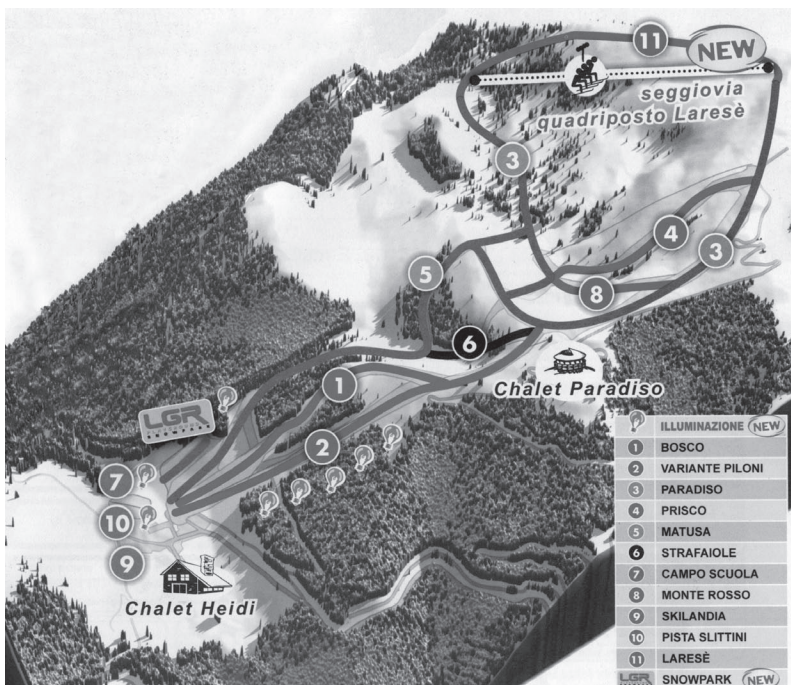 11
NEW
seggiovia
quadriposto Laresè
3
4
5
3
8
6
Chalet Paradiso
1
LGR
2
7
10
9
Chalet Heidi
ILLUMINAZIONE NEW
1 BOSCO
2 VARIANTE PILONI
3 PARADISO
4 PRISCO
5 MATUSA
6 STRAFAIOLE
7 CAMPO SCUOLA
8 MONTE ROSSO
9 SKILANDIA
10 PISTA SLITTINI
11 LARESÈ
LGR SNOWPARK NEW